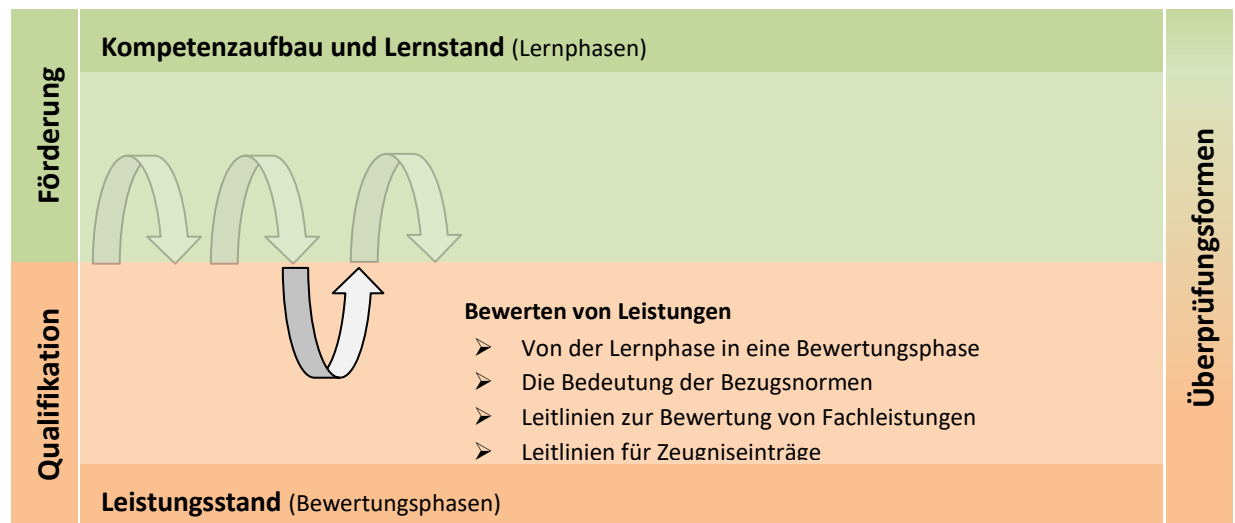 Kompetenzaufbau und Lernstand (Lernphasen)
Förderung
Qualifikation
Bewerten von Leistungen
➢ Von der Lernphase in eine Bewertungsphase
➢ Die Bedeutung der Bezugsnormen
➢ Leitlinien zur Bewertung von Fachleistungen
➢ Leitlinien für Zeugniseinträge
Leistungsstand (Bewertungsphasen)
Überprüfungsformen